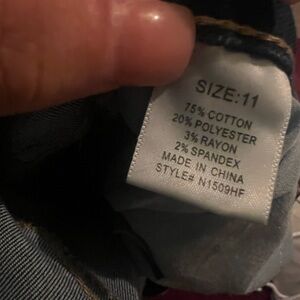 SIZE:11
75% COTTON
20% POLYESTER
3% RAYON
2% SPANDEX
MADE IN CHINA
STYLE# N1509HF